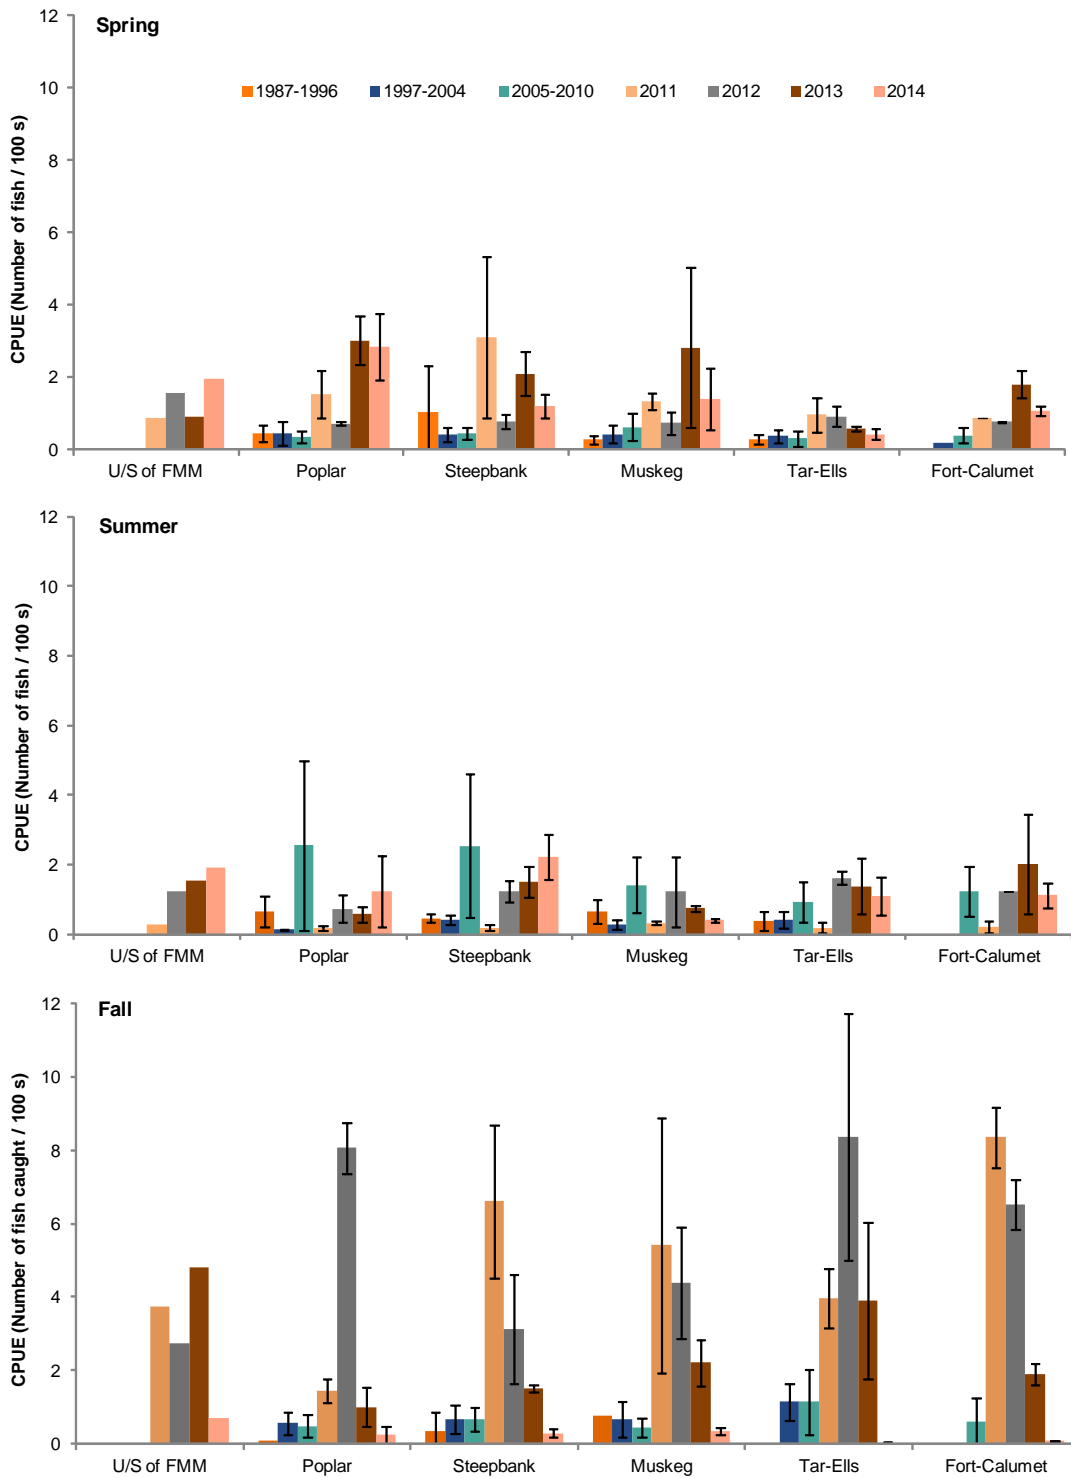 Spring
1987-1996 1997-2004 2005-2010 2011 2012 2013 2014
CPUE (Number of fish / 100 s)
12
10
8
6
4
2
0
U/S of FMM Poplar Steepbank Muskeg Tar-Ells Fort-Calumet
Summer
CPUE (Number of fish / 100 s)
12
10
8
6
4
2
0
U/S of FMM Poplar Steepbank Muskeg Tar-Ells Fort-Calumet
Fall
CPUE (Number of fish caught / 100 s)
12
10
8
6
4
2
0
U/S of FMM Poplar Steepbank Muskeg Tar-Ells Fort-Calumet